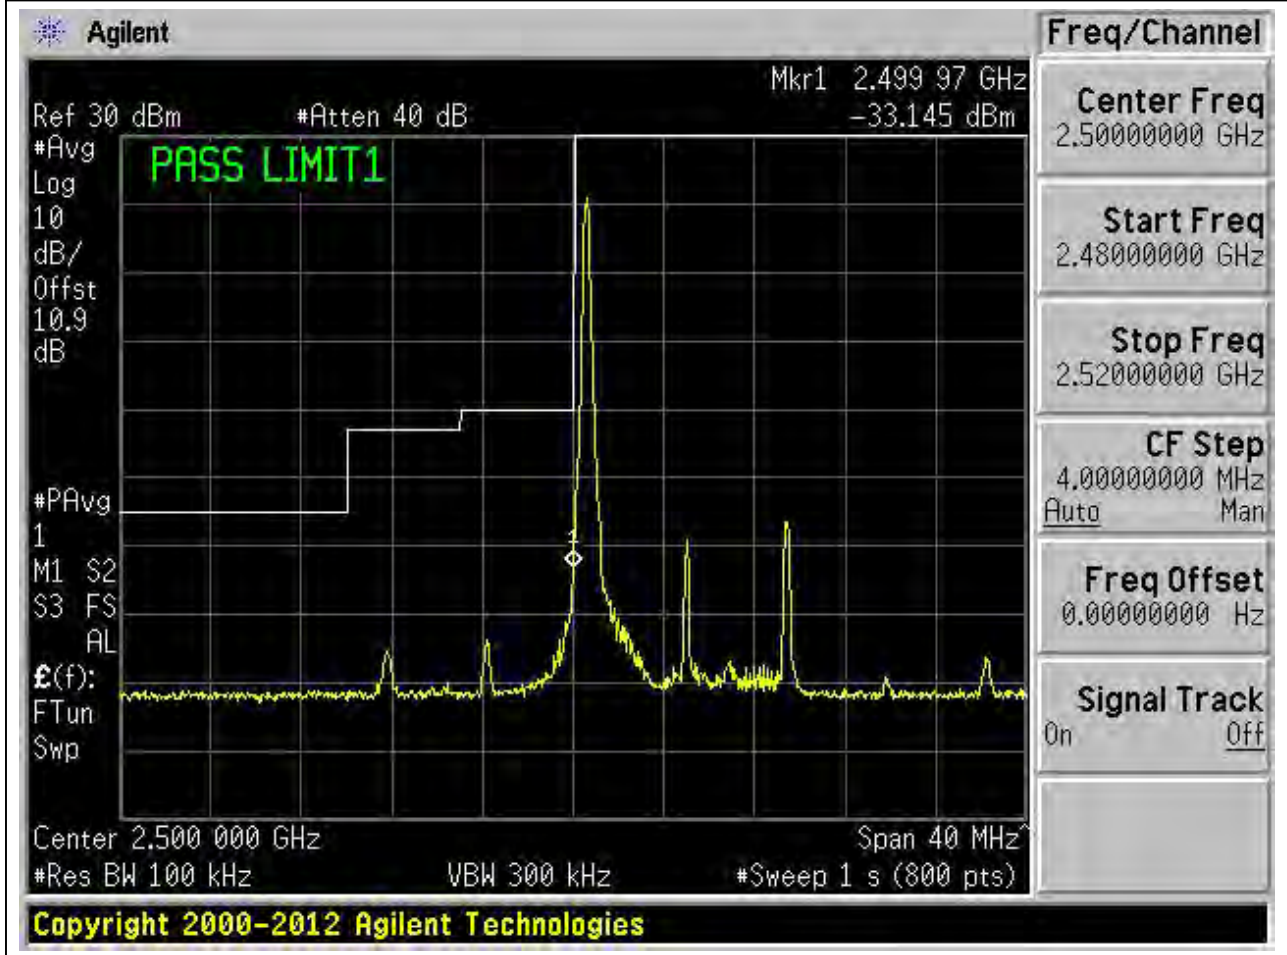 Agilent
Freq/Channel
Mkr1 2.499 97 GHz
Ref 30 dBm #Atten 40 dB -33.145 dBm
#Avg
Log
10
dB/
Offst
10.9
dB
PASS LIMIT1
#PAvg
1
M1 S2
S3 FS
AL
£(f):
FTun
Swp
1
Center 2.500 000 GHz Span 40 MHz^
#Res BW 100 kHz VBW 300 kHz #Sweep 1 s (800 pts)
Copyright 2000-2012 Agilent Technologies
Center Freq
2.50000000 GHz
Start Freq
2.48000000 GHz
Stop Freq
2.52000000 GHz
CF Step
4.00000000 MHz
Auto Man
Freq Offset
0.00000000 Hz
Signal Track
On Off